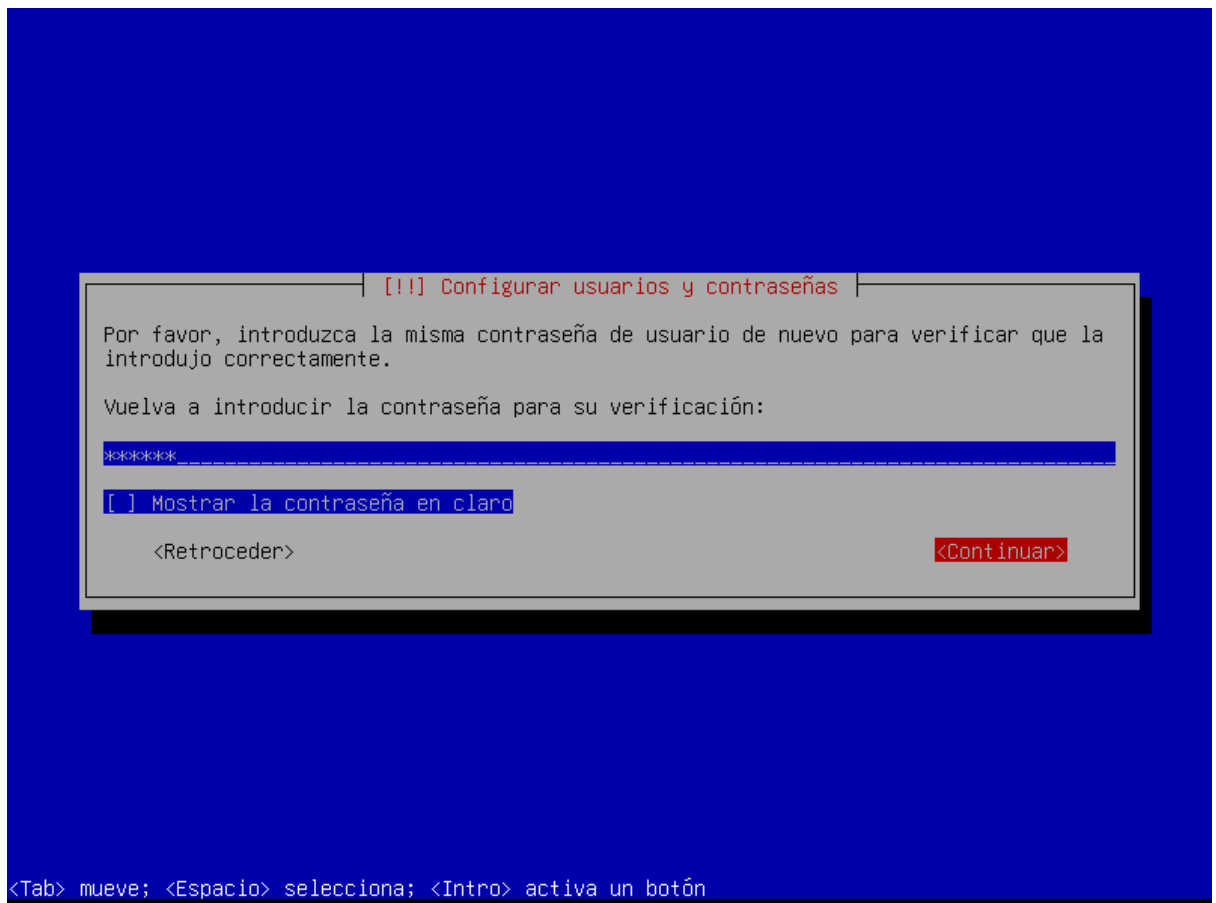 [!!] Configurar usuarios y contraseñas
Por favor, introduzca la misma contraseña de usuario de nuevo para verificar que la
introdujo correctamente.
Vuelva a introducir la contraseña para su verificación:
******
[ ] Mostrar la contraseña en claro
<Retroceder> <Continuar>
<Tab> mueve; <Espacio> selecciona; <Intro> activa un botón